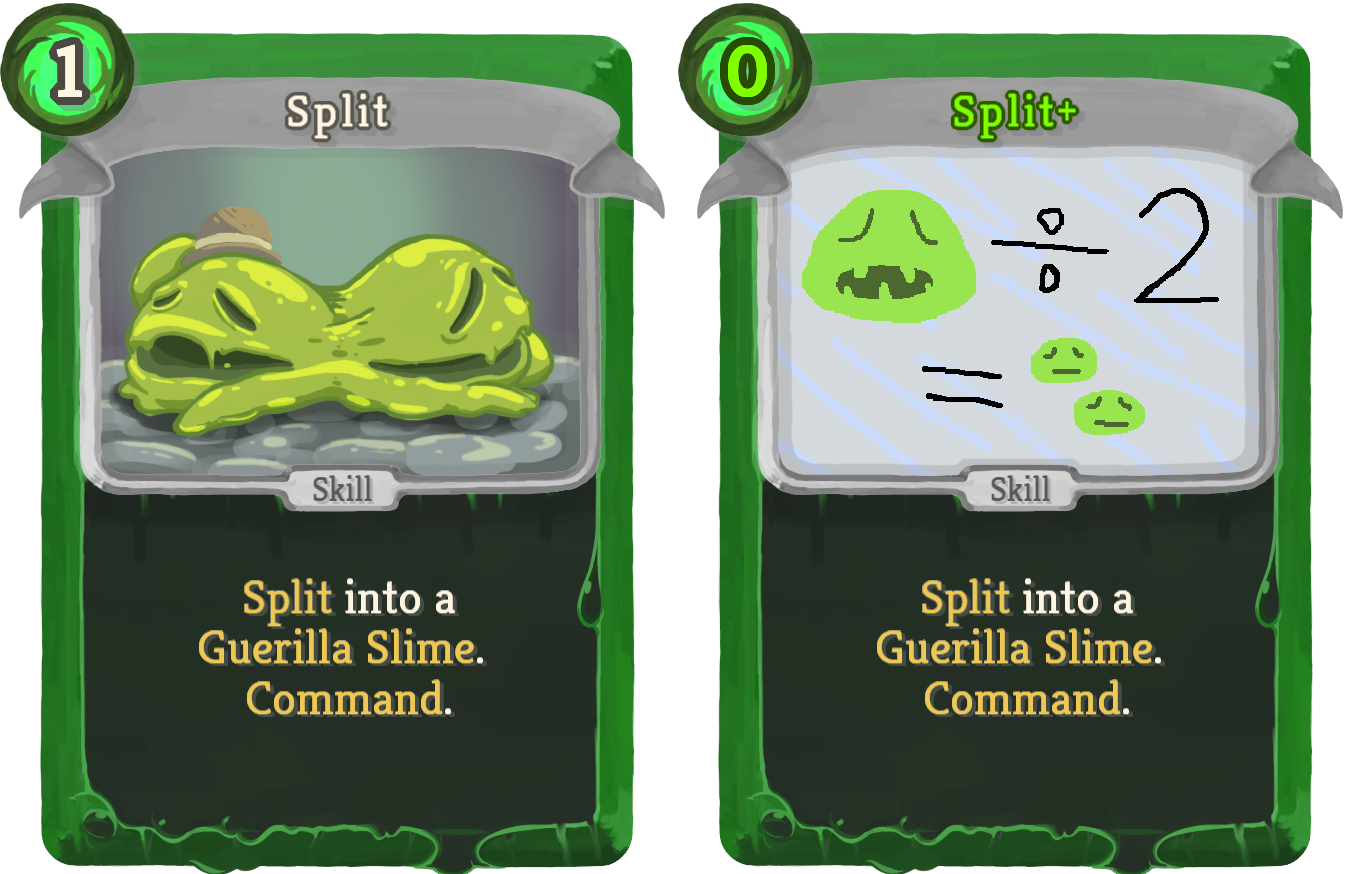 1
Split
Skill
Split into a
Guerilla Slime.
Command.
0
Split+
÷ 2
=
Skill
Split into a
Guerilla Slime.
Command.